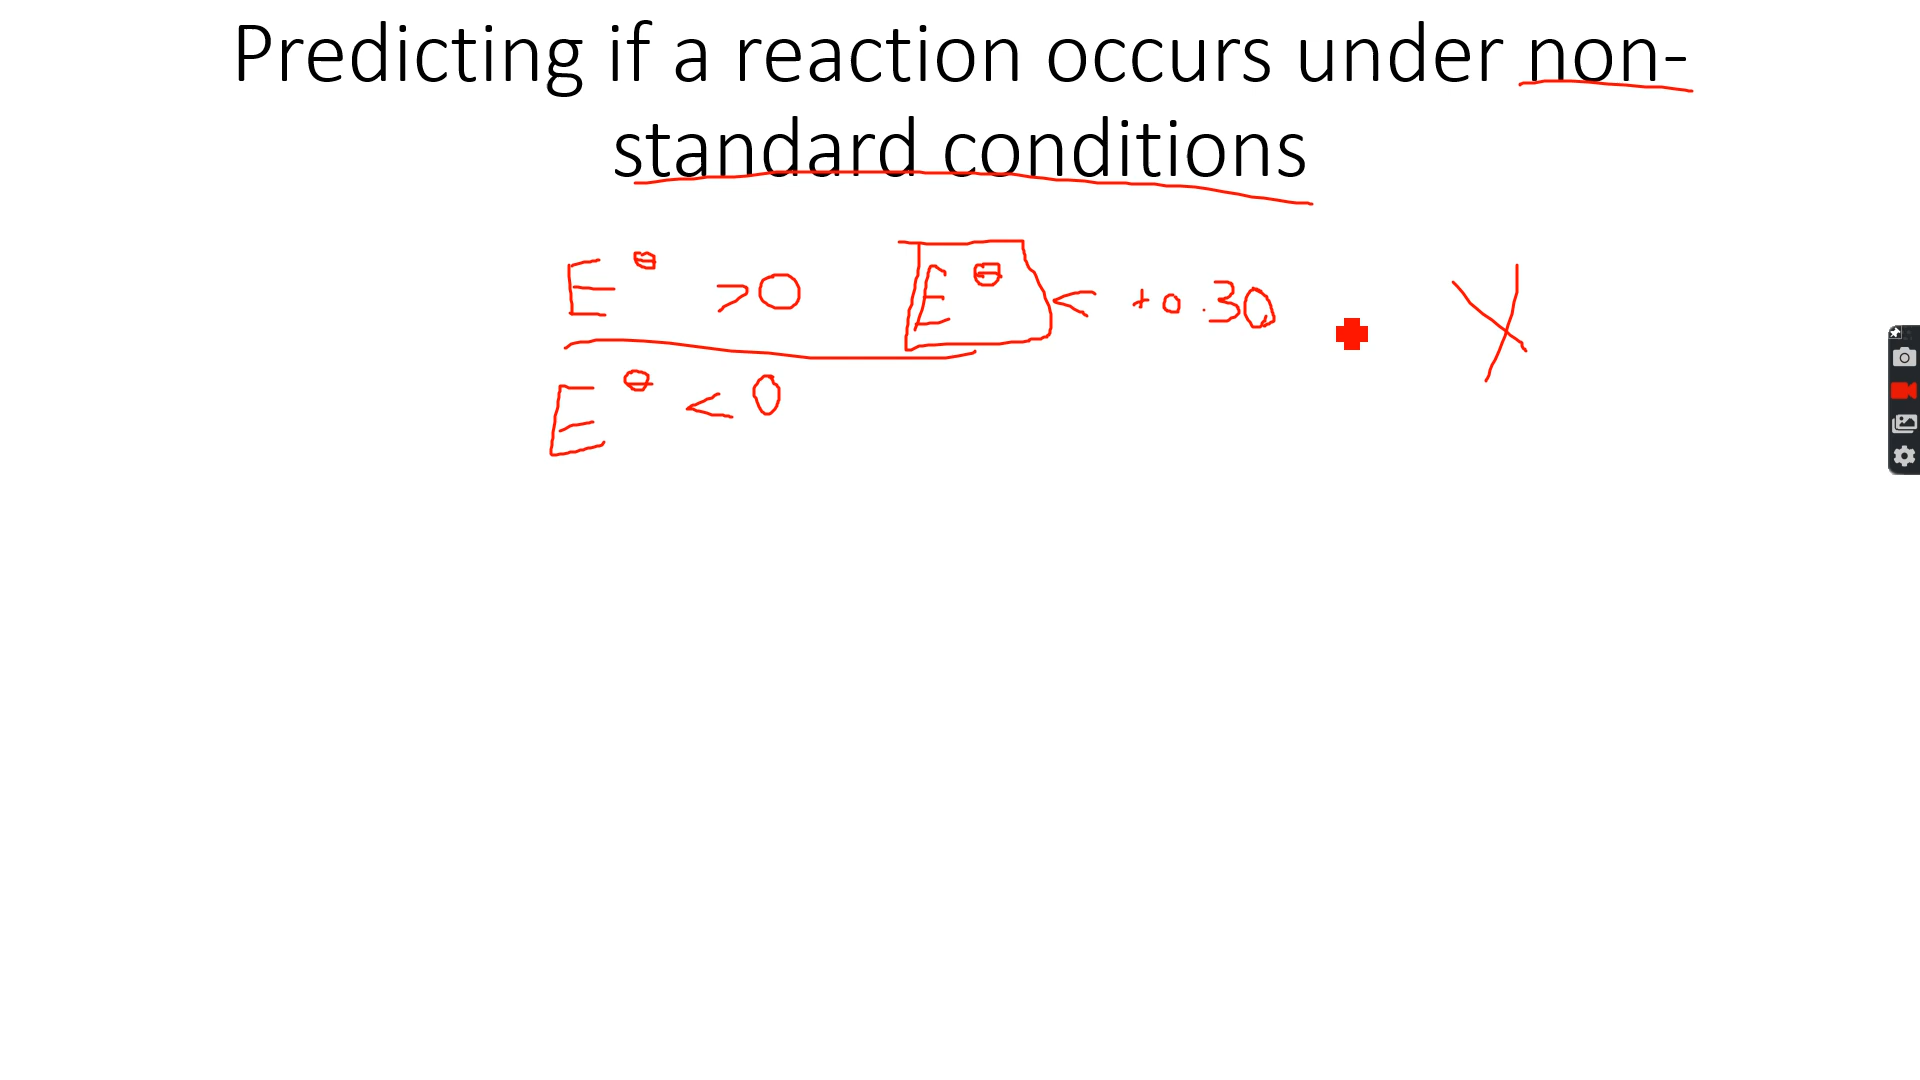 Predicting if a reaction occurs under non-
standard conditions
E⊖ >0 E⊖ < +0.30 X
E⊖ < 0